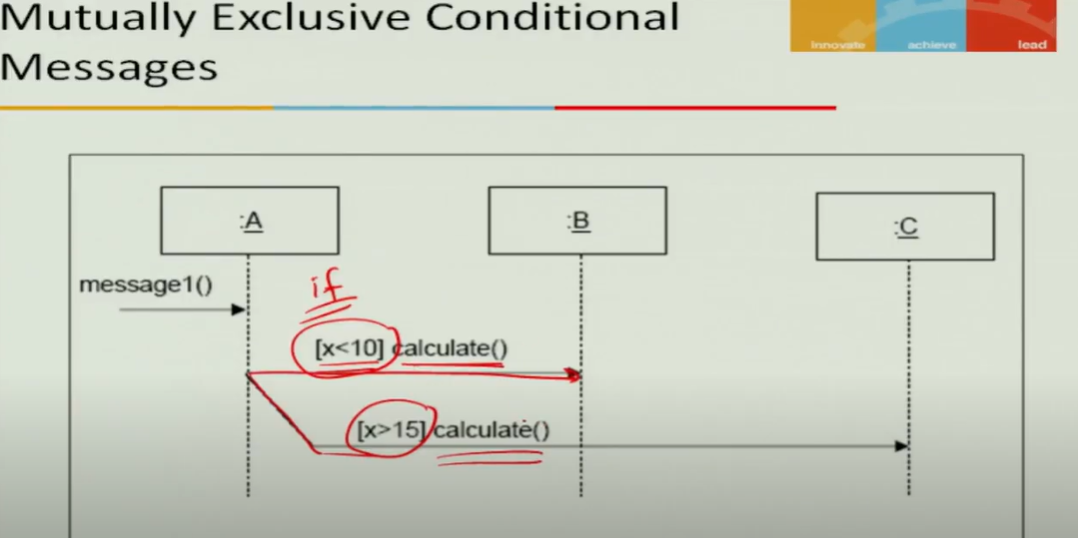 Mutually Exclusive Conditional
Messages
Innovate achieve lead
:A
:B
:C
message1()
if
[x<10] calculate()
[x>15] calculate()